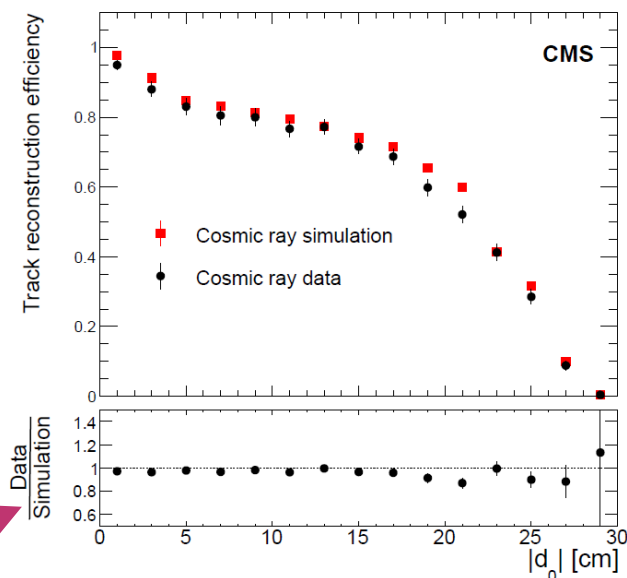 Track reconstruction efficiency
1
0.8
0.6
0.4
0.2
0
CMS
Cosmic ray simulation
Cosmic ray data
Data
Simulation
1.4
1.2
1
0.8
0.6
0
5
10
15
20
25
30
|d0| [cm]